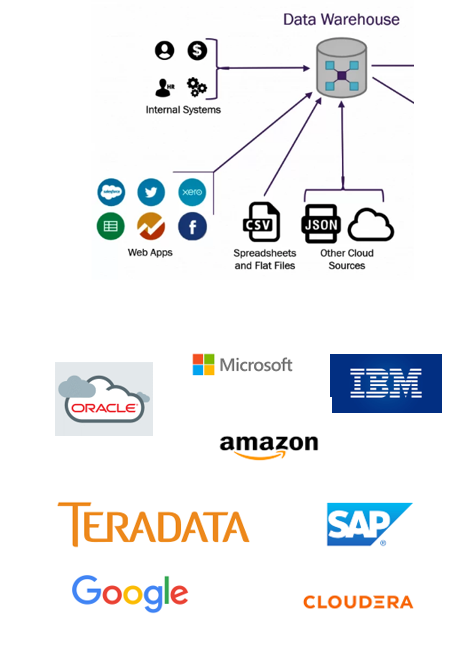 Data Warehouse
$
HR
Internal Systems
salesforce
xero
f
CSV
JSON
Web Apps
Spreadsheets
and Flat Files
Other Cloud
Sources
Microsoft
ORACLE
IBM
amazon
TERADATA
SAP
®
Google
CLOUDERA